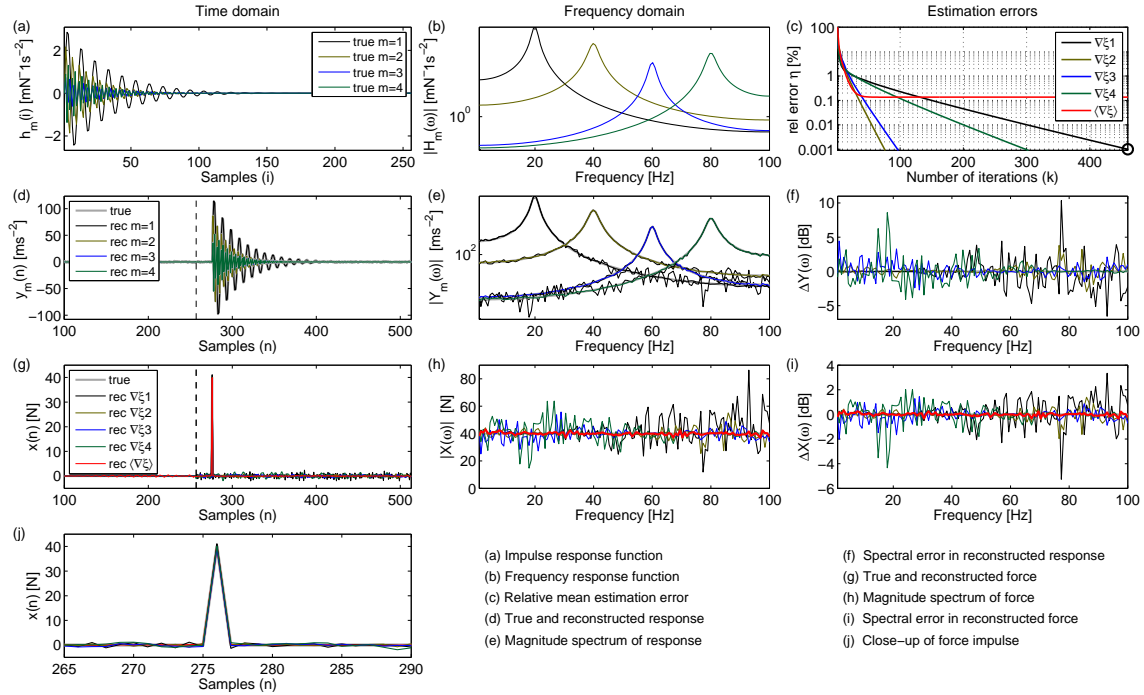 Time domain
Frequency domain
Estimation errors
(a)
2
0
−2
h_m(i) [mN⁻1s⁻²]
50
100
150
200
250
Samples (i)
true m=1
true m=2
true m=3
true m=4
(b)
10⁰
|H_m(ω)| [mN⁻1s⁻²]
20
40
60
80
100
Frequency [Hz]
(c)
100
10
1
0.1
0.01
0.001
rel error η [%]
100
200
300
400
Number of iterations (k)
∇ξ1
∇ξ2
∇ξ3
∇ξ4
⟨∇ξ⟩
(d)
100
50
0
−50
−100
y_m(n) [ms⁻²]
100
200
300
400
500
Samples (n)
true
rec m=1
rec m=2
rec m=3
rec m=4
(e)
10²
|Y_m(ω)| [ms⁻²]
20
40
60
80
100
Frequency [Hz]
(f)
10
5
0
−5
ΔY(ω) [dB]
20
40
60
80
100
Frequency [Hz]
(g)
40
30
20
10
0
x(n) [N]
100
200
300
400
500
Samples (n)
true
rec ∇ξ1
rec ∇ξ2
rec ∇ξ3
rec ∇ξ4
rec ⟨∇ξ⟩
(h)
100
80
60
40
20
0
|X(ω)| [N]
20
40
60
80
100
Frequency [Hz]
(i)
4
2
0
−2
−4
−6
ΔX(ω) [dB]
20
40
60
80
100
Frequency [Hz]
(j)
40
30
20
10
0
x(n) [N]
265
270
275
280
285
290
Samples (n)
(a) Impulse response function
(b) Frequency response function
(c) Relative mean estimation error
(d) True and reconstructed response
(e) Magnitude spectrum of response
(f) Spectral error in reconstructed response
(g) True and reconstructed force
(h) Magnitude spectrum of force
(i) Spectral error in reconstructed force
(j) Close−up of force impulse